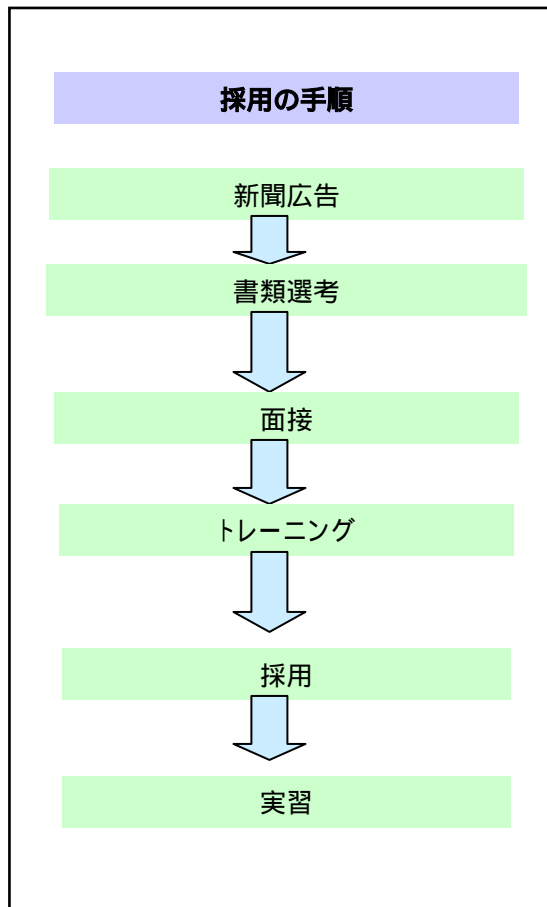 採用の手順
新聞広告
書類選考
面接
トレーニング
採用
実習